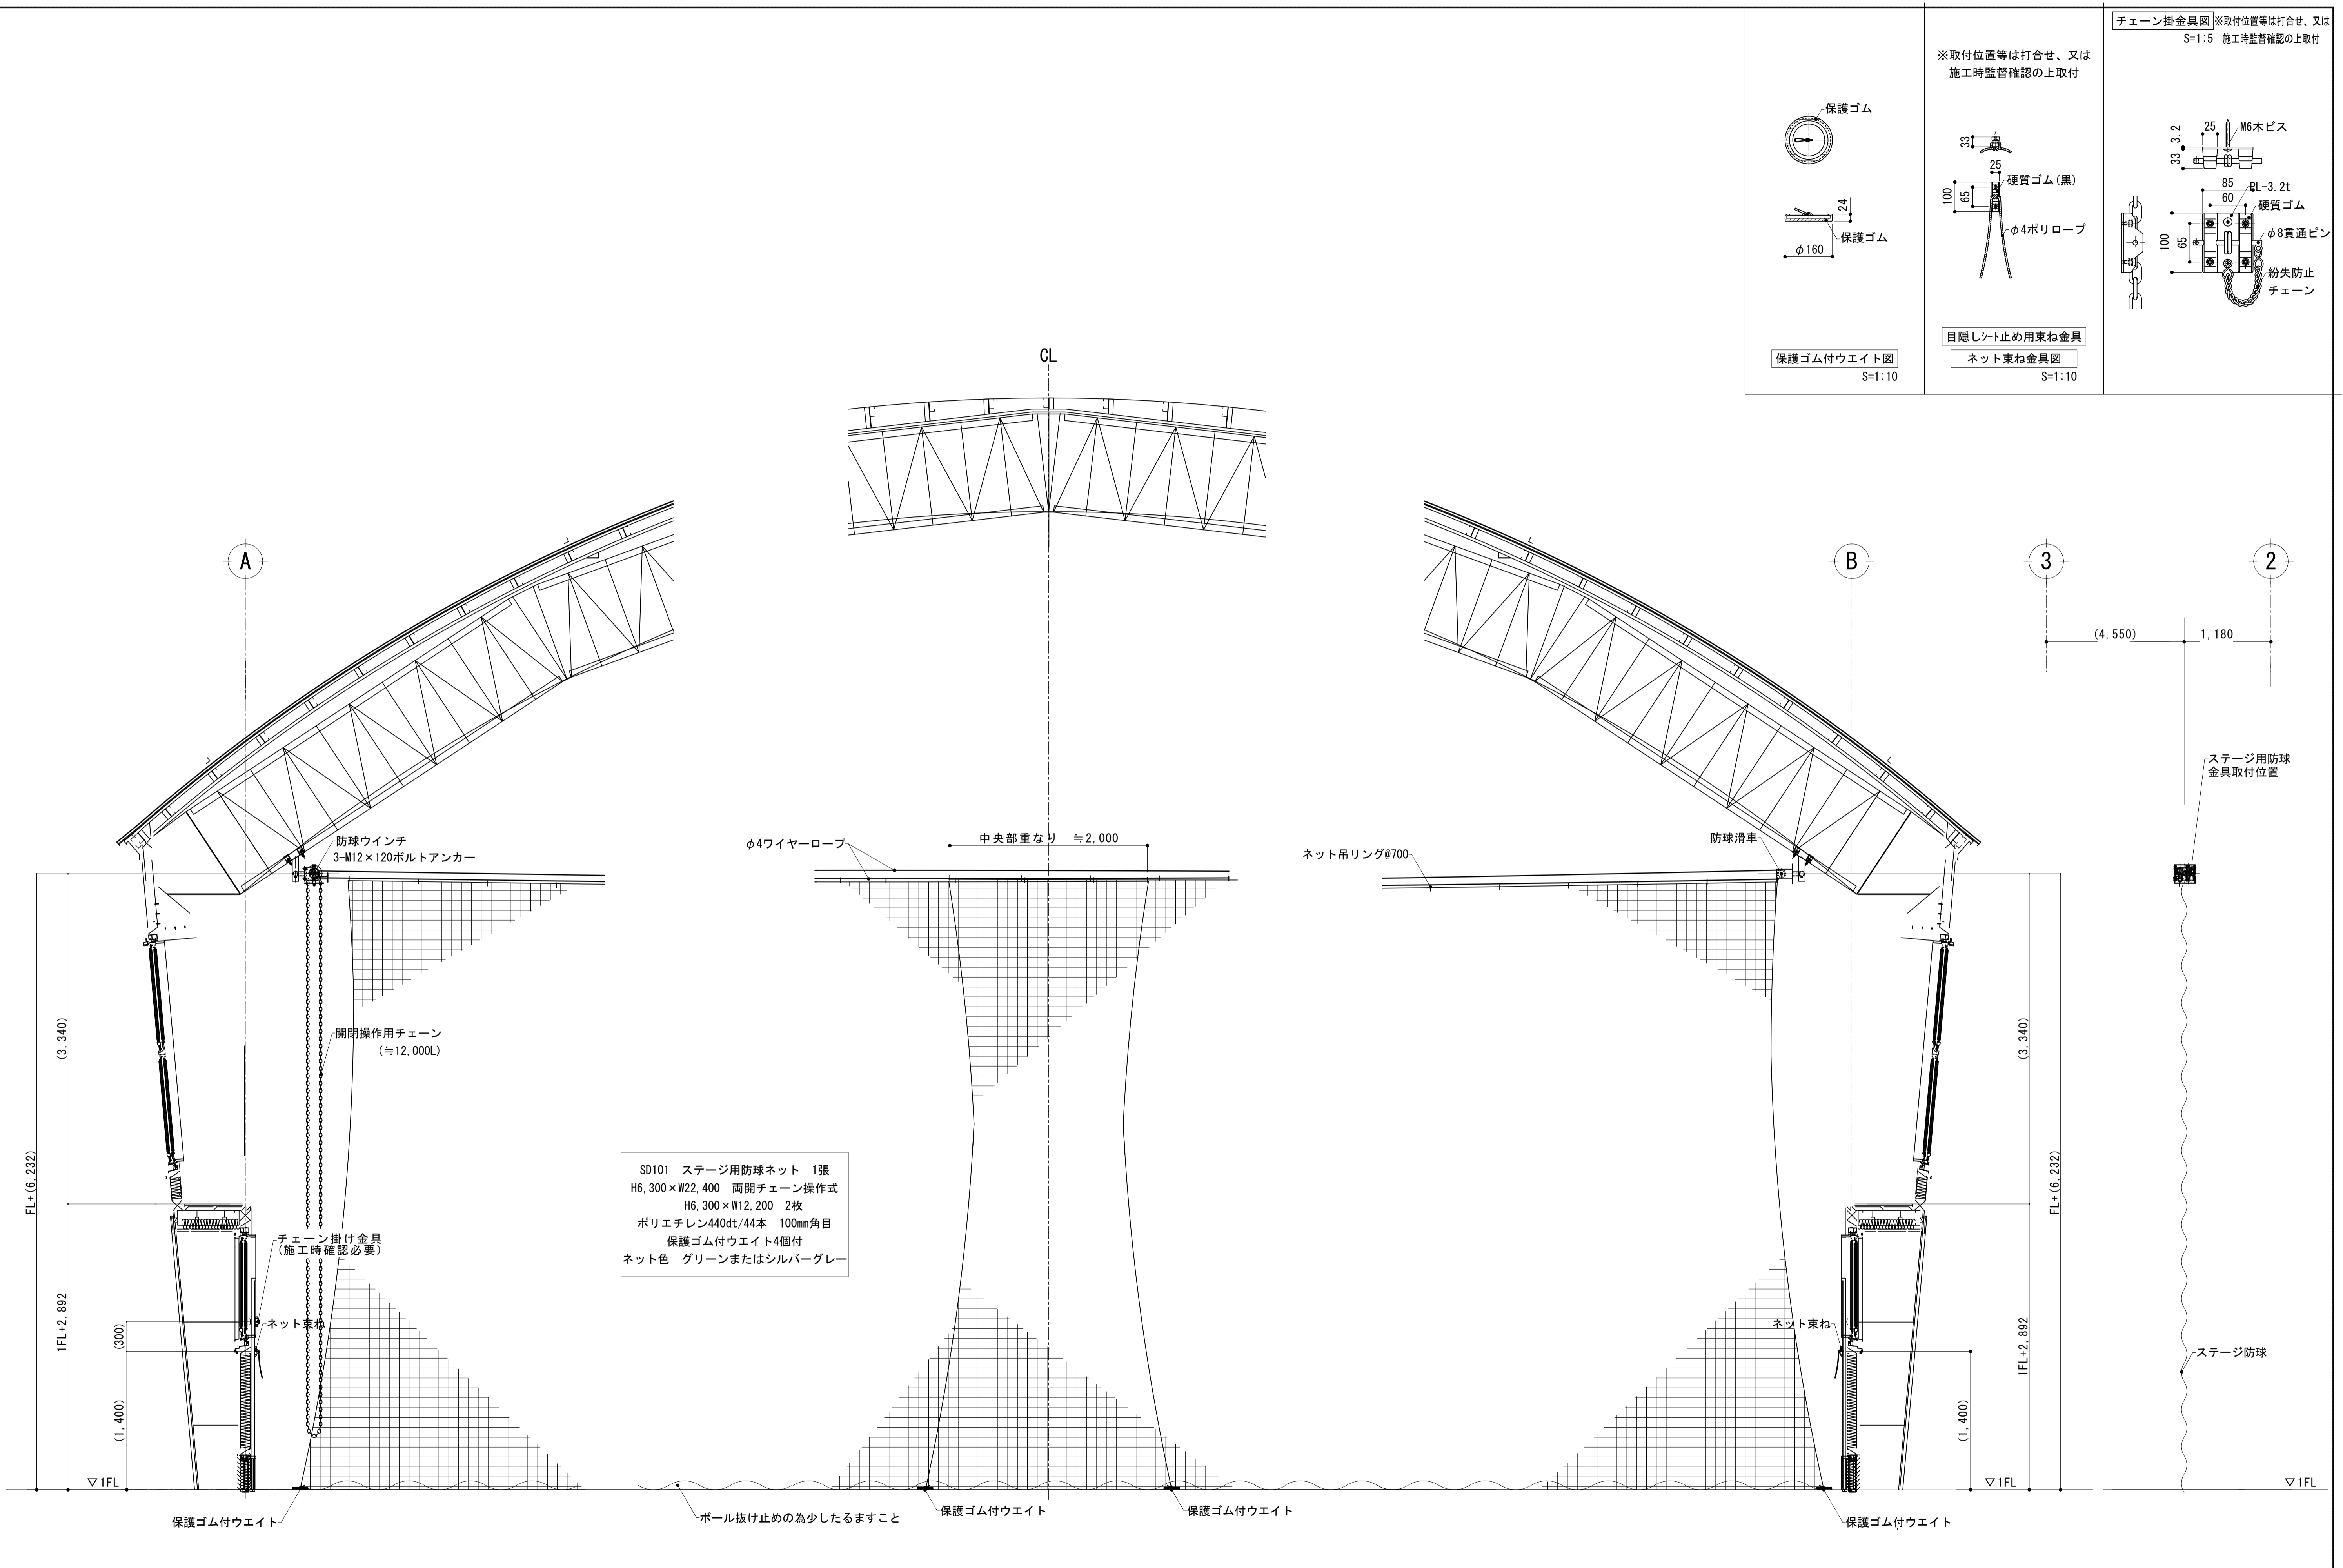 チェーン掛金具図 ※取付位置等は打合せ、又は
S=1:5 施工時監督確認の上取付
※取付位置等は打合せ、又は
施工時監督確認の上取付
保護ゴム
24
保護ゴム
φ160
保護ゴム付ウエイト図
S=1:10
33
25
硬質ゴム(黒)
100
65
φ4ポリロープ
目隠しシート止め用束ね金具
ネット束ね金具図
S=1:10
3.2
25
M6木ビス
33
85
PL-3.2t
60
硬質ゴム
100
65
φ8貫通ピン
紛失防止
チェーン
CL
A
B
3
2
(4,550)
1,180
ステージ用防球
金具取付位置
防球ウインチ
3-M12×120ボルトアンカー
φ4ワイヤーロープ
中央部重なり ≒2,000
ネット吊リング@700
防球滑車
(3,340)
FL+(6,232)
1FL+2,892
(300)
(1,400)
開閉操作用チェーン
(≒12,000L)
チェーン掛け金具
(施工時確認必要)
ネット束ね
SD101 ステージ用防球ネット 1張
H6,300×W22,400 両開チェーン操作式
H6,300×W12,200 2枚
ポリエチレン440dt/44本 100mm角目
保護ゴム付ウエイト4個付
ネット色 グリーンまたはシルバーグレー
ネット束ね
(3,340)
FL+(6,232)
1FL+2,892
(1,400)
ステージ防球
▽1FL
▽1FL
▽1FL
保護ゴム付ウエイト
ボール抜け止めの為少したるますこと
保護ゴム付ウエイト
保護ゴム付ウエイト
保護ゴム付ウエイト